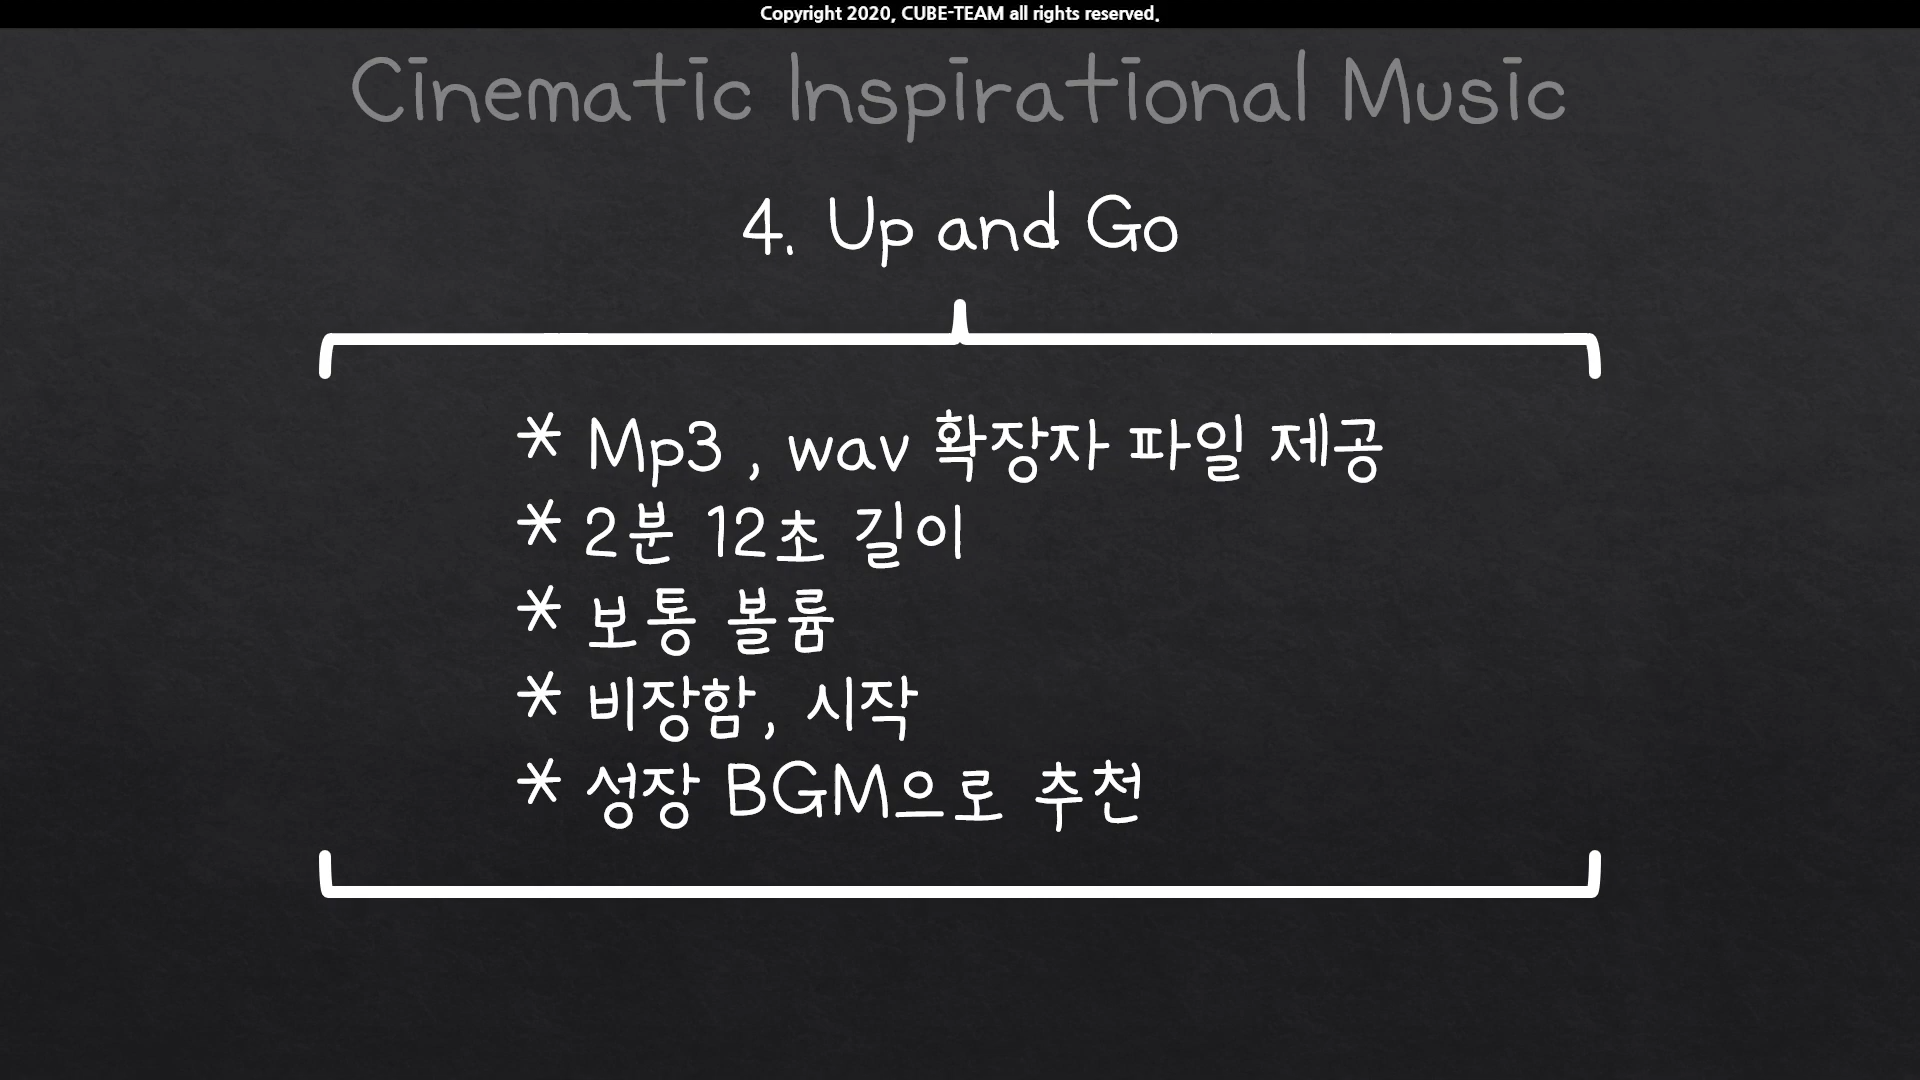 Copyright 2020, CUBE-TEAM all rights reserved.
Cinematic Inspirational Music
4. Up and Go
* Mp3 , wav 확장자 파일 제공
* 2분 12초 길이
* 보통 볼륨
* 비장함, 시작
* 성장 BGM으로 추천